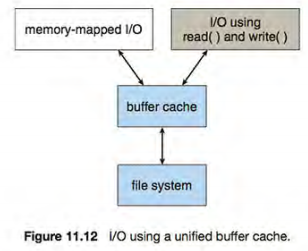 memory-mapped I/O
I/O using
read( ) and write( )
buffer cache
file system
Figure 11.12 I/O using a unified buffer cache.